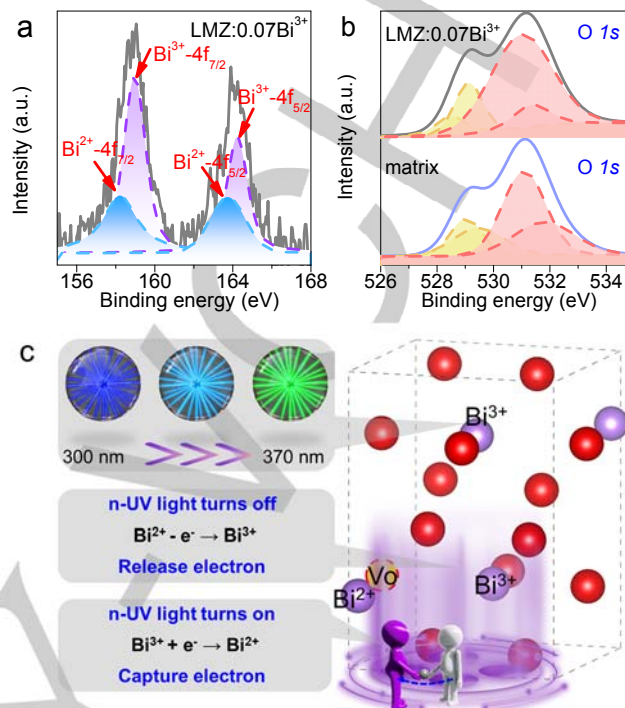 a
LMZ:0.07Bi³⁺
Bi³⁺-4f₇/₂
Bi³⁺-4f₅/₂
Bi²⁺-4f₇/₂
Bi²⁺-4f₅/₂
Intensity (a.u.)
156 160 164 168
Binding energy (eV)
b
LMZ:0.07Bi³⁺
O 1s
matrix
O 1s
Intensity (a.u.)
526 528 530 532 534
Binding energy (eV)
c
300 nm
370 nm
n-UV light turns off
Bi²⁺ - e⁻ → Bi³⁺
Release electron
n-UV light turns on
Bi³⁺ + e⁻ → Bi²⁺
Capture electron
Bi³⁺
Vo
Bi²⁺
Bi³⁺